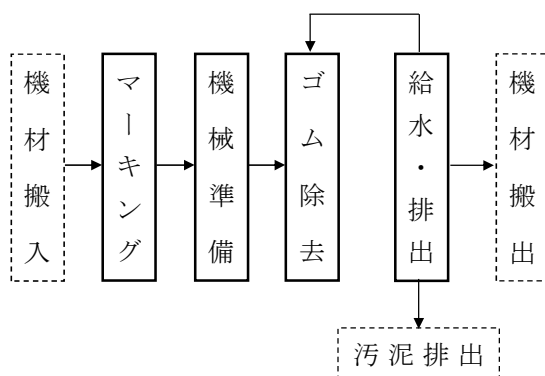 機材搬入
マーキング
機械準備
ゴム除去
給水・排出
機材搬出
汚泥排出